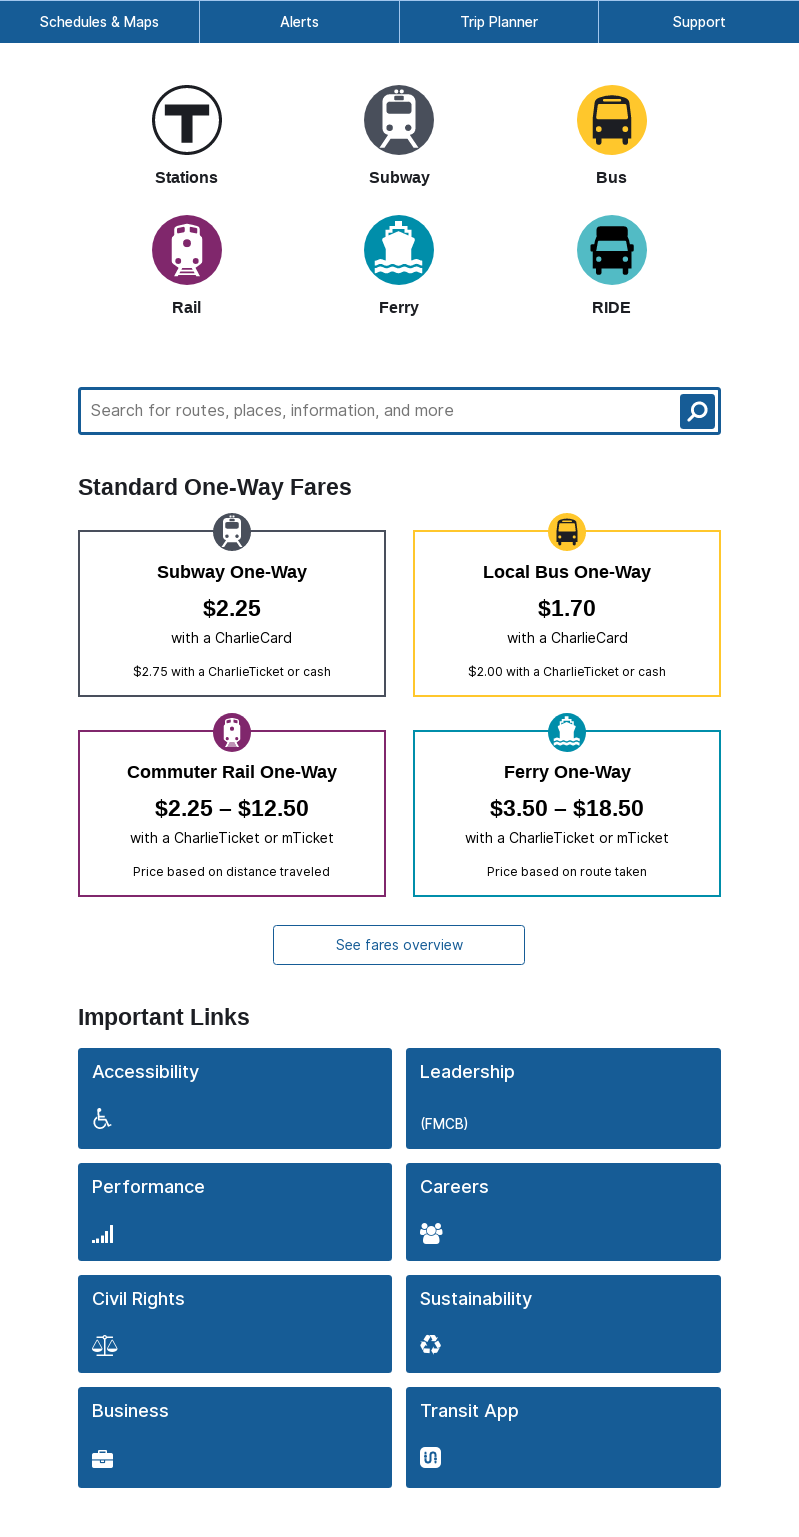 Schedules & Maps
Alerts
Trip Planner
Support
T
Stations
Subway
Bus
Rail
Ferry
RIDE
Search for routes, places, information, and more
Standard One-Way Fares
Subway One-Way
$2.25
with a CharlieCard
$2.75 with a CharlieTicket or cash
Local Bus One-Way
$1.70
with a CharlieCard
$2.00 with a CharlieTicket or cash
Commuter Rail One-Way
$2.25 – $12.50
with a CharlieTicket or mTicket
Price based on distance traveled
Ferry One-Way
$3.50 – $18.50
with a CharlieTicket or mTicket
Price based on route taken
See fares overview
Important Links
Accessibility
Leadership
(FMCB)
Performance
Careers
Civil Rights
Sustainability
Business
Transit App